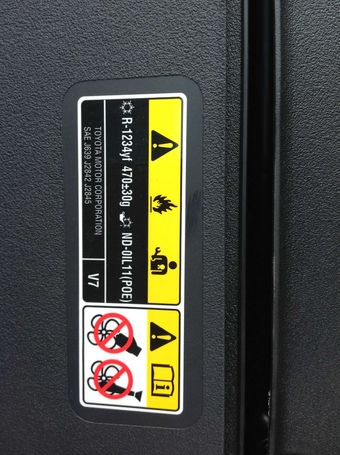 R-1234yf 470±30g ND-OIL11(POE)
TOYOTA MOTOR CORPORATION
SAE J639 J2842 J2845
V7